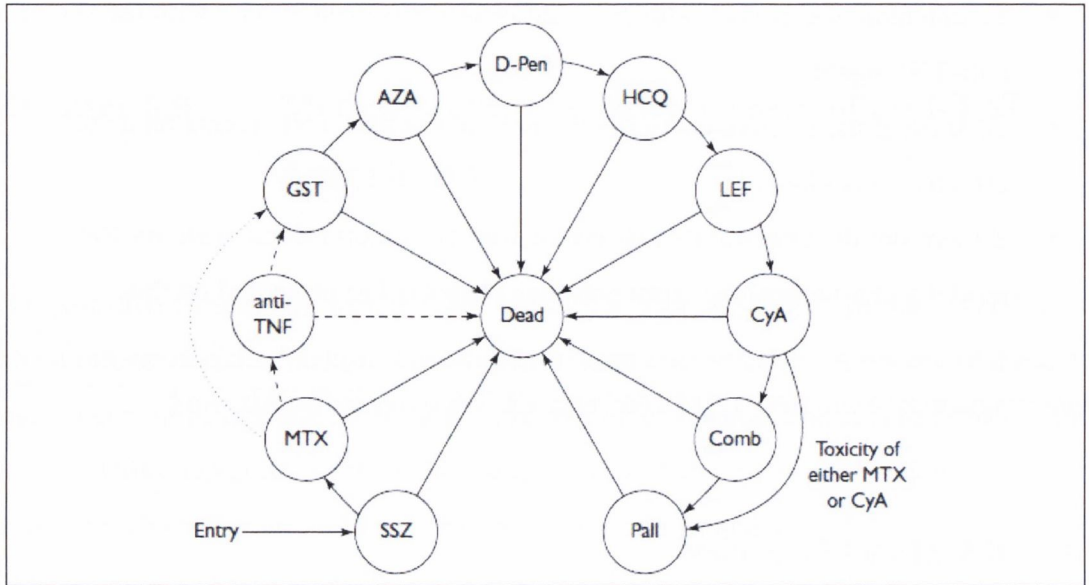 D-Pen
AZA
HCQ
GST
LEF
anti-
TNF
Dead
CyA
MTX
Comb
Toxicity of
either MTX
or CyA
Entry
SSZ
Pall